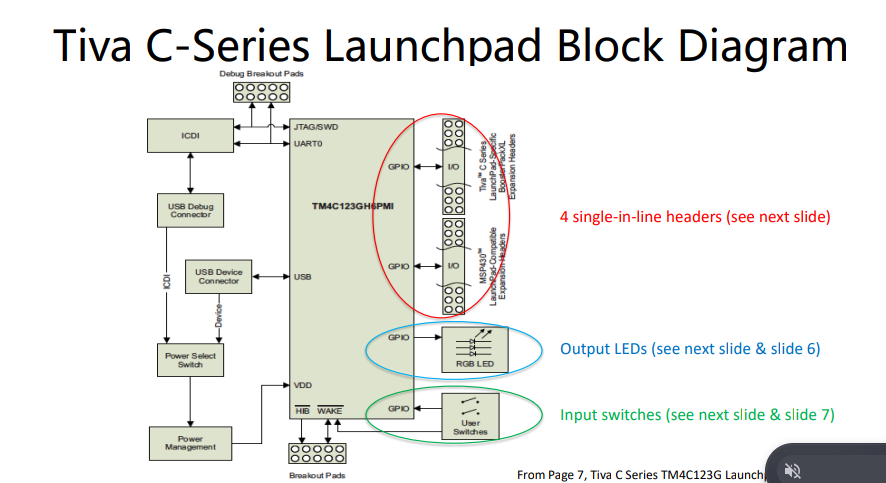 Tiva C-Series Launchpad Block Diagram
Debug Breakout Pads
ICDI
JTAG/SWD
UART0
GPIO
I/O
Tiva™ C Series
LaunchPad-Specific
BoosterPackXL
Expansion Headers
USB Debug
Connector
TM4C123GH6PMI
4 single-in-line headers (see next slide)
ICDI
USB Device
Connector
USB
GPIO
I/O
MSP430™
LaunchPad-Compatible
Expansion Headers
Device
GPIO
RGB LED
Output LEDs (see next slide & slide 6)
Power Select
Switch
VDD
HIB WAKE
GPIO
User
Switches
Input switches (see next slide & slide 7)
Power
Management
Breakout Pads
From Page 7, Tiva C Series TM4C123G